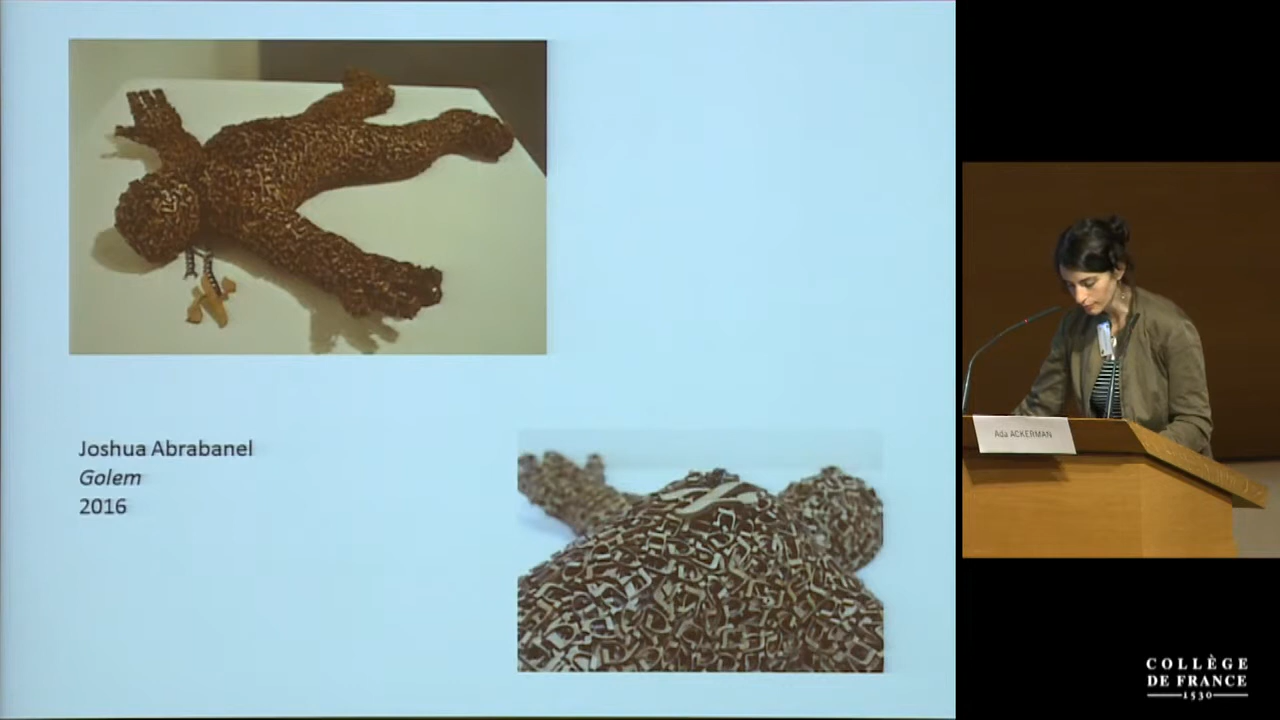 Joshua Abrabanel
Golem
2016
Ada ACKERMAN
COLLÈGE
DE FRANCE
1530